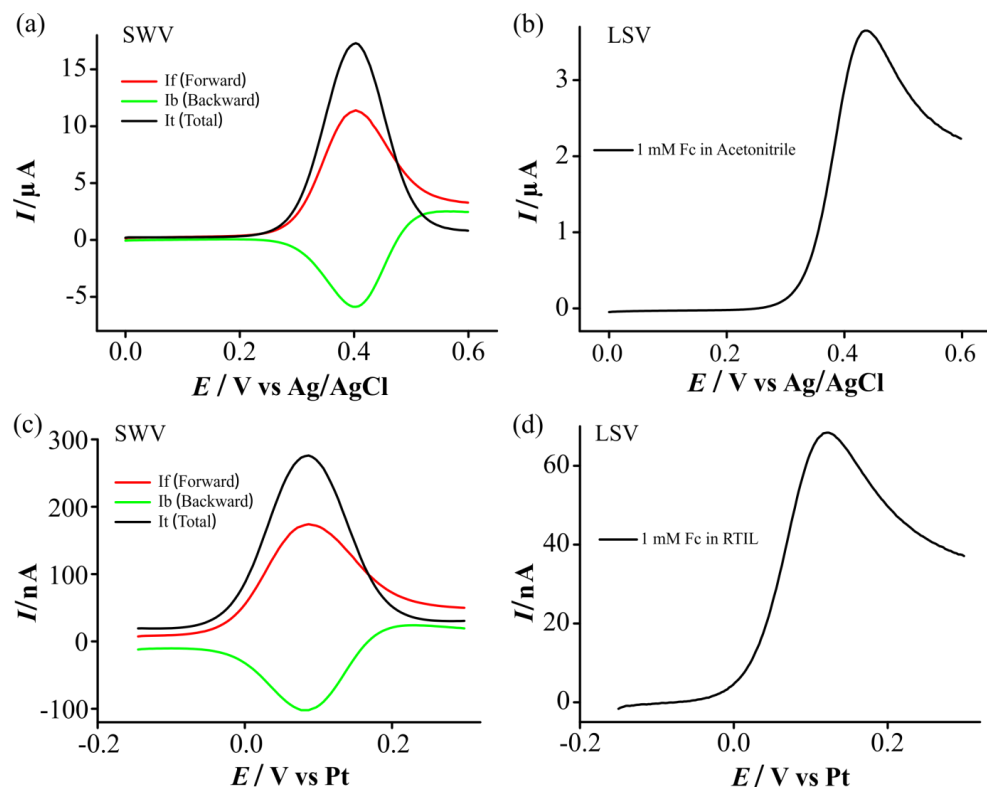 (a)
SWV
If (Forward)
Ib (Backward)
It (Total)
15
10
5
0
-5
I/µA
0.0 0.2 0.4 0.6
E / V vs Ag/AgCl
(b)
LSV
1 mM Fc in Acetonitrile
3
2
1
0
I/µA
0.0 0.2 0.4 0.6
E / V vs Ag/AgCl
(c)
SWV
If (Forward)
Ib (Backward)
It (Total)
300
200
100
0
-100
I/nA
-0.2 0.0 0.2
E / V vs Pt
(d)
LSV
1 mM Fc in RTIL
60
40
20
0
I/nA
-0.2 0.0 0.2
E / V vs Pt